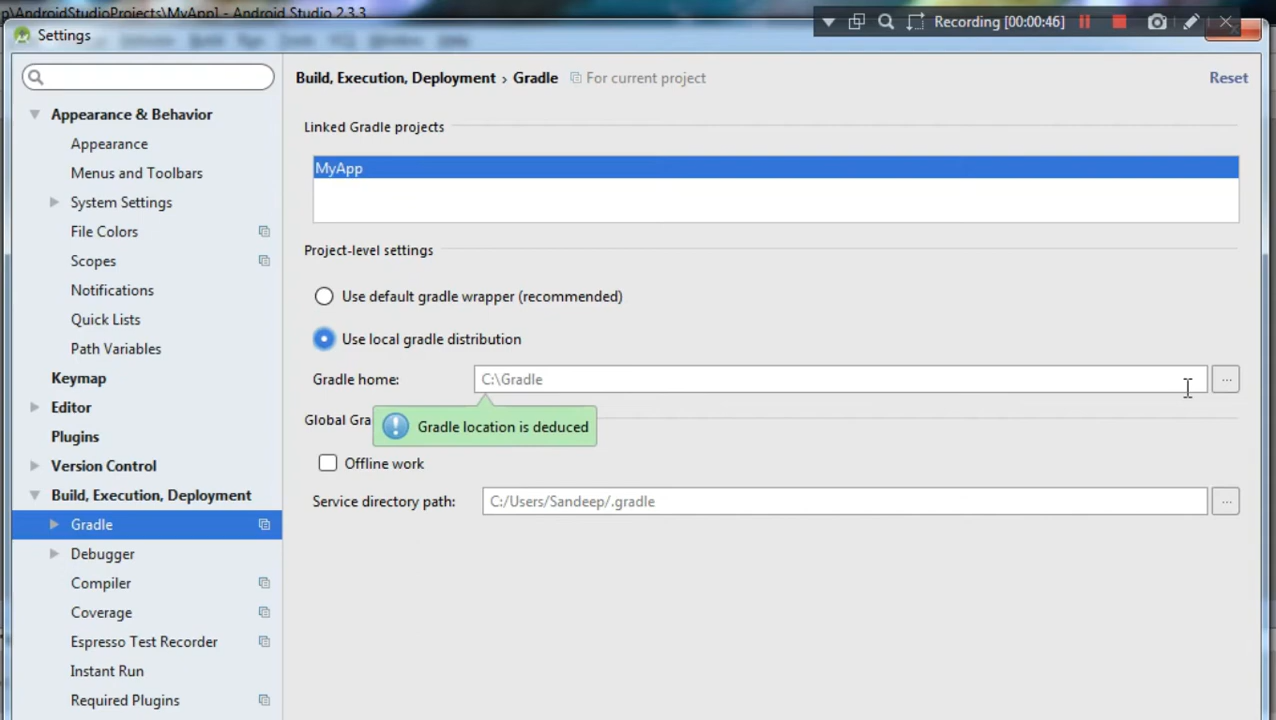 p\AndroidStudioProjects\MyApp] - Android Studio 2.3.3
Recording [00:00:46]
Settings
Build, Execution, Deployment › Gradle For current project
Reset
Appearance & Behavior
Appearance
Menus and Toolbars
System Settings
File Colors
Scopes
Notifications
Quick Lists
Path Variables
Keymap
Editor
Plugins
Version Control
Build, Execution, Deployment
Gradle
Debugger
Compiler
Coverage
Espresso Test Recorder
Instant Run
Required Plugins
Linked Gradle projects
MyApp
Project-level settings
Use default gradle wrapper (recommended)
Use local gradle distribution
Gradle home: C:\Gradle
...
Global Gra
Gradle location is deduced
Offline work
Service directory path: C:/Users/Sandeep/.gradle
...